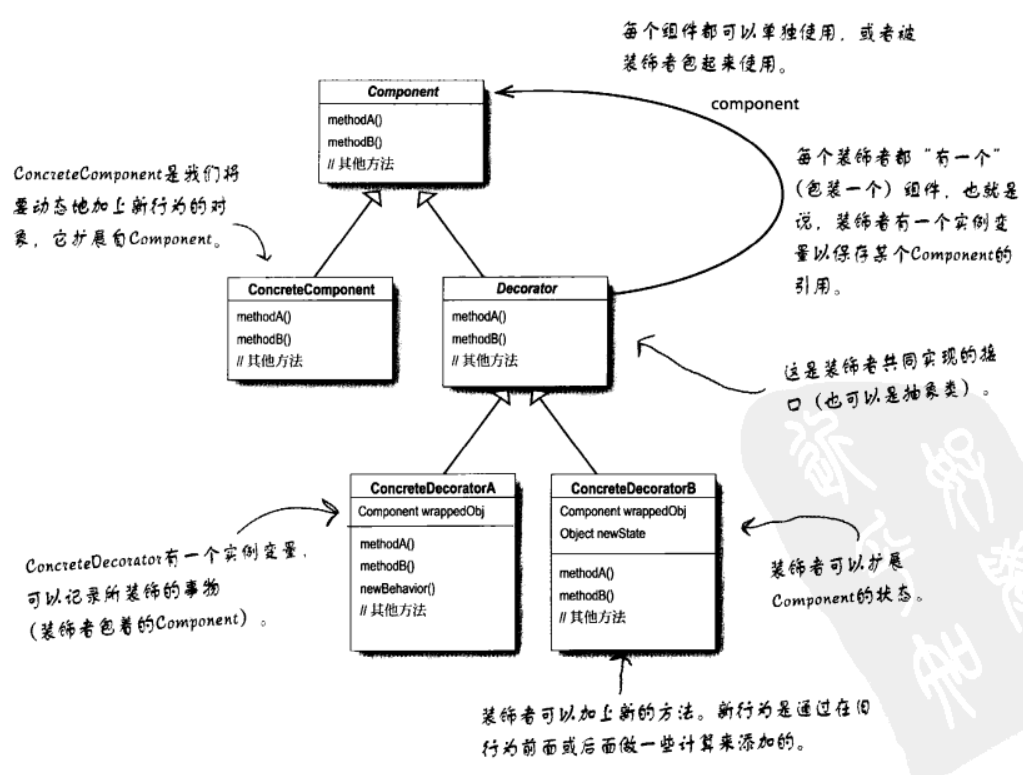 每个组件都可以单独使用，或者被
装饰者包起来使用。
Component
methodA()
methodB()
// 其他方法
component
ConcreteComponent是我们将
要动态地加上新行为的对
象，它扩展自Component。
每个装饰者都“有一个”
（包装一个）组件，也就是
说，装饰者有一个实例变
量以保存某个Component的
引用。
ConcreteComponent
methodA()
methodB()
// 其他方法
Decorator
methodA()
methodB()
// 其他方法
这是装饰者共同实现的接
口（也可以是抽象类）。
ConcreteDecoratorA
Component wrappedObj
methodA()
methodB()
newBehavior()
// 其他方法
ConcreteDecoratorB
Component wrappedObj
Object newState
methodA()
methodB()
// 其他方法
ConcreteDecorator有一个实例变量，
可以记录所装饰的事物
（装饰者包着的Component）。
装饰者可以扩展
Component的状态。
装饰者可以加上新的方法。新行为是通过在旧
行为前面或后面做一些计算来添加的。